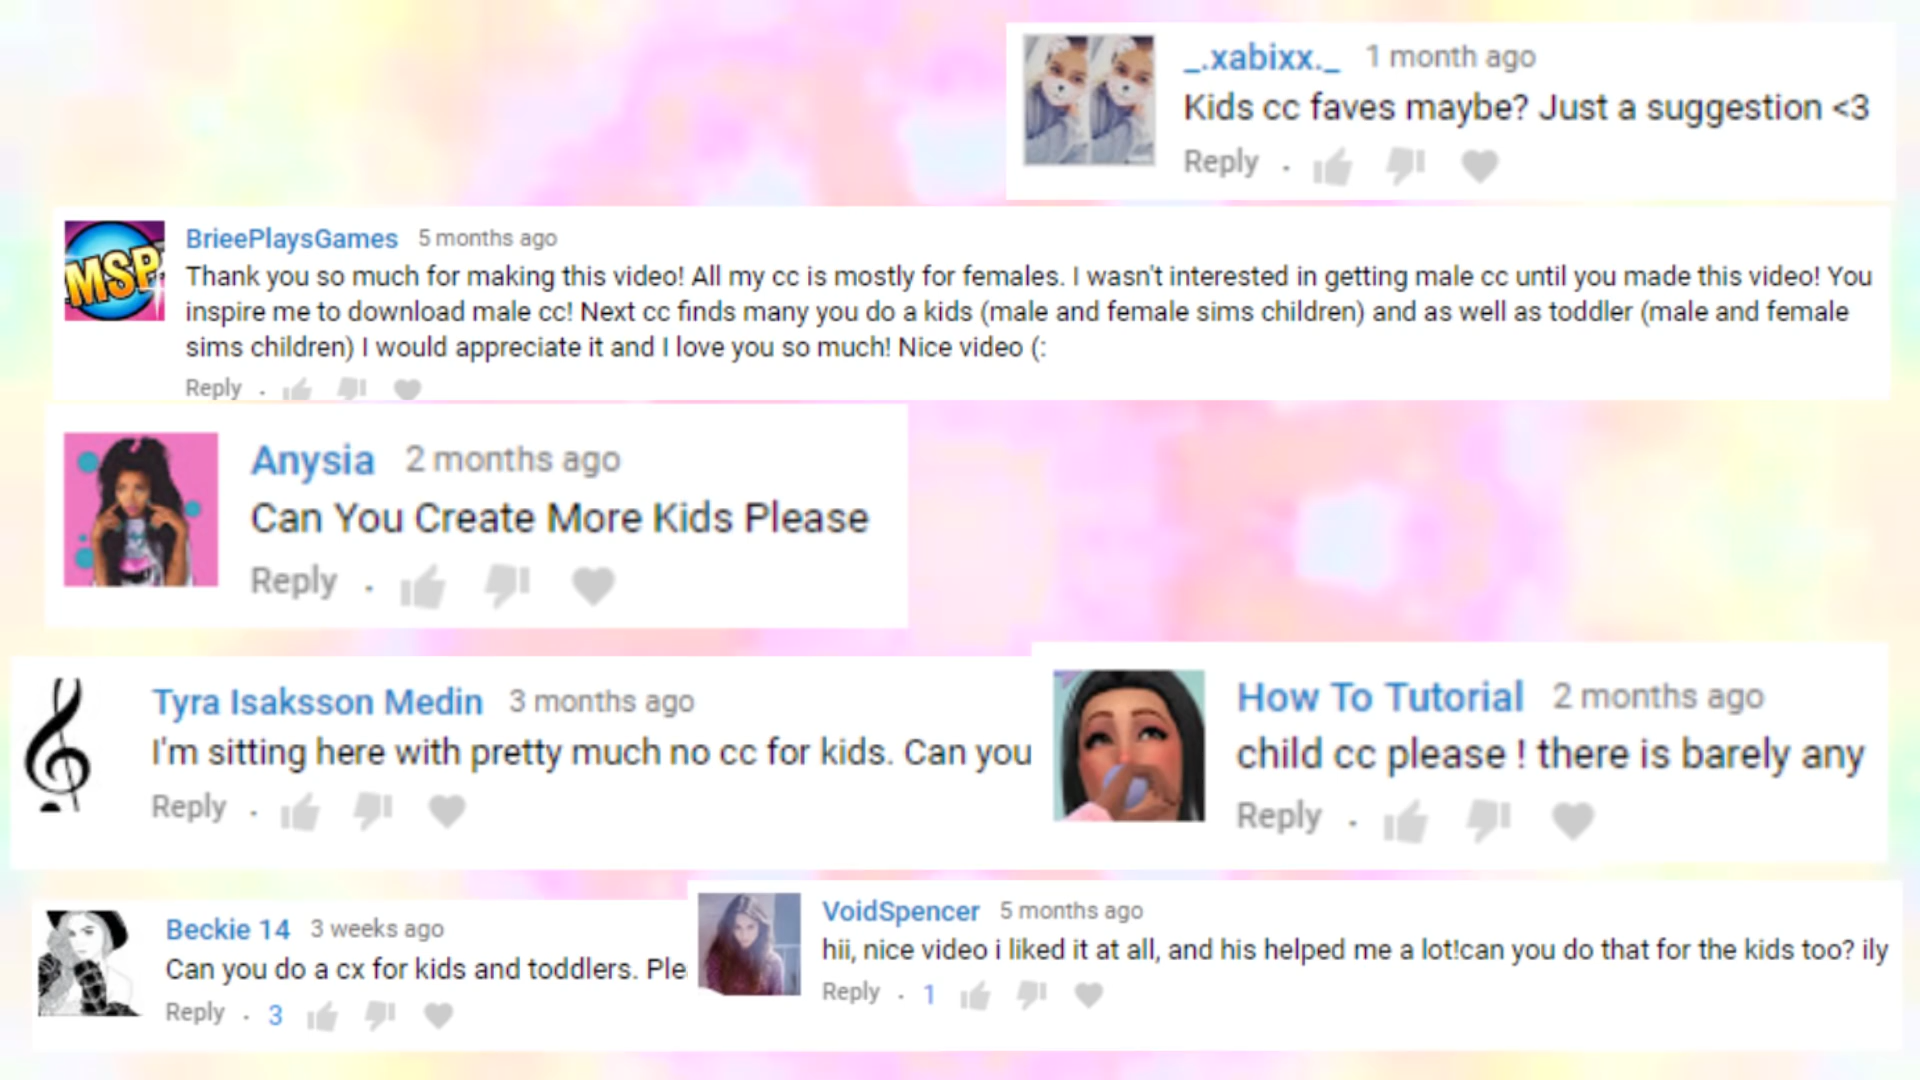 _.xabixx._ 1 month ago
Kids cc faves maybe? Just a suggestion <3
Reply .
MSP
BrieePlaysGames 5 months ago
Thank you so much for making this video! All my cc is mostly for females. I wasn't interested in getting male cc until you made this video! You
inspire me to download male cc! Next cc finds many you do a kids (male and female sims children) and as well as toddler (male and female
sims children) I would appreciate it and I love you so much! Nice video (:
Reply .
Anysia 2 months ago
Can You Create More Kids Please
Reply .
Tyra Isaksson Medin 3 months ago
I'm sitting here with pretty much no cc for kids. Can you
Reply .
How To Tutorial 2 months ago
child cc please ! there is barely any
Reply .
Beckie 14 3 weeks ago
Can you do a cx for kids and toddlers. Ple
Reply . 3
VoidSpencer 5 months ago
hii, nice video i liked it at all, and his helped me a lot!can you do that for the kids too? ily
Reply . 1